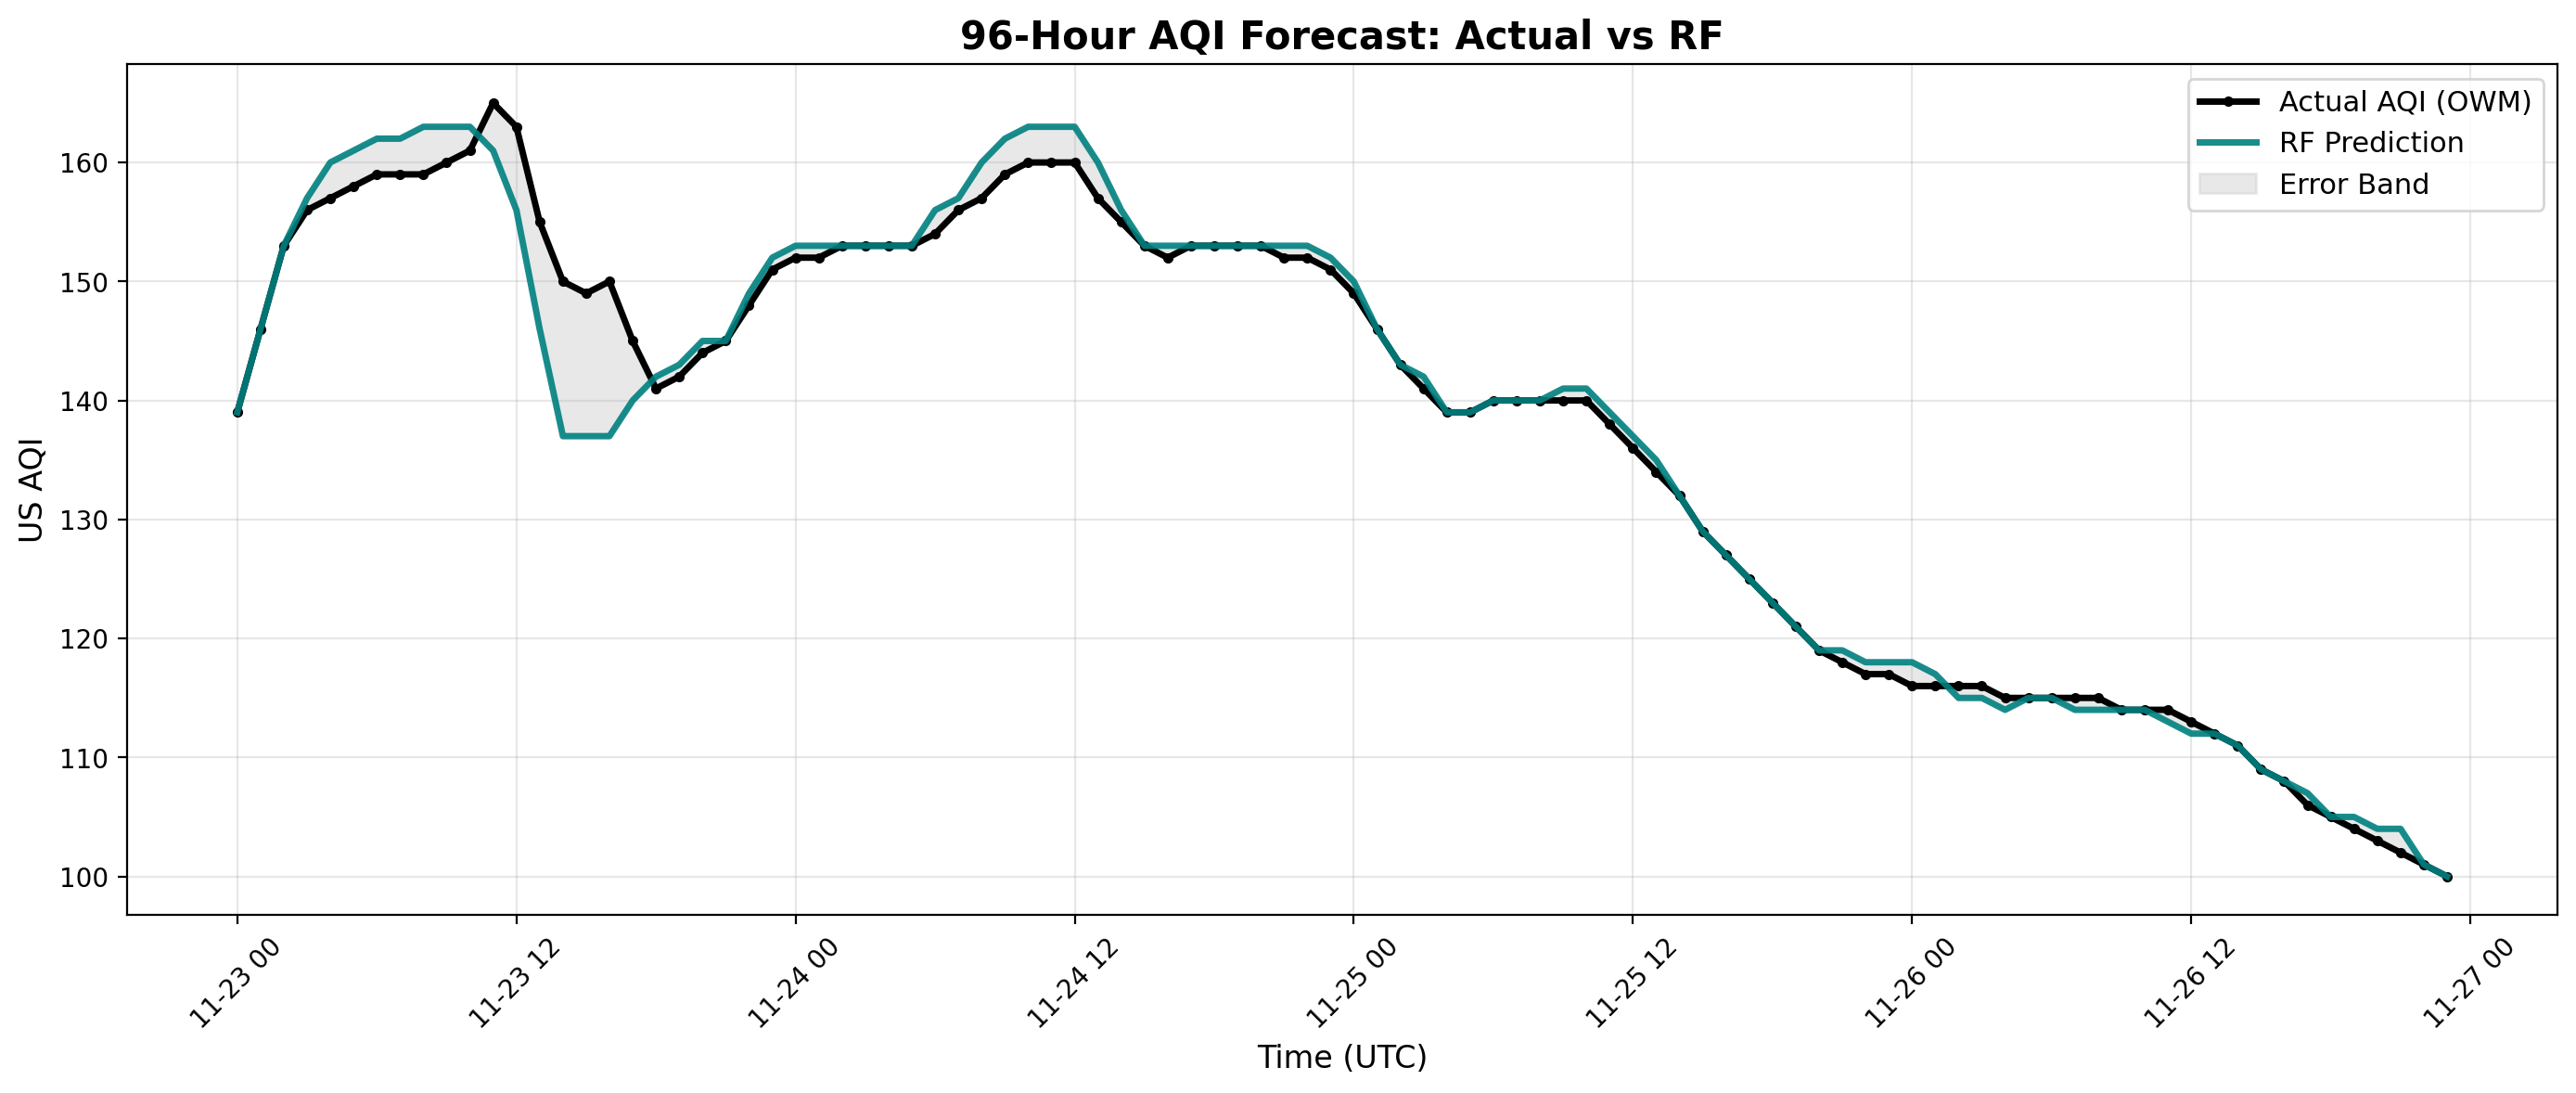 96-Hour AQI Forecast: Actual vs RF
Actual AQI (OWM)
RF Prediction
Error Band
US AQI
160
150
140
130
120
110
100
11-23 00
11-23 12
11-24 00
11-24 12
11-25 00
11-25 12
11-26 00
11-26 12
11-27 00
Time (UTC)